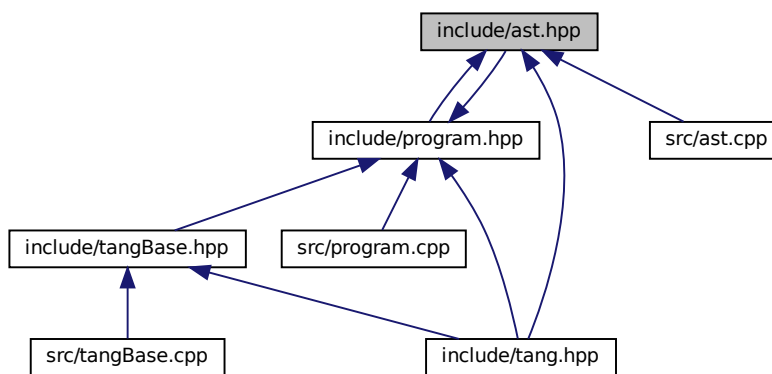 include/ast.hpp
include/program.hpp
src/ast.cpp
include/tangBase.hpp
src/program.cpp
src/tangBase.cpp
include/tang.hpp